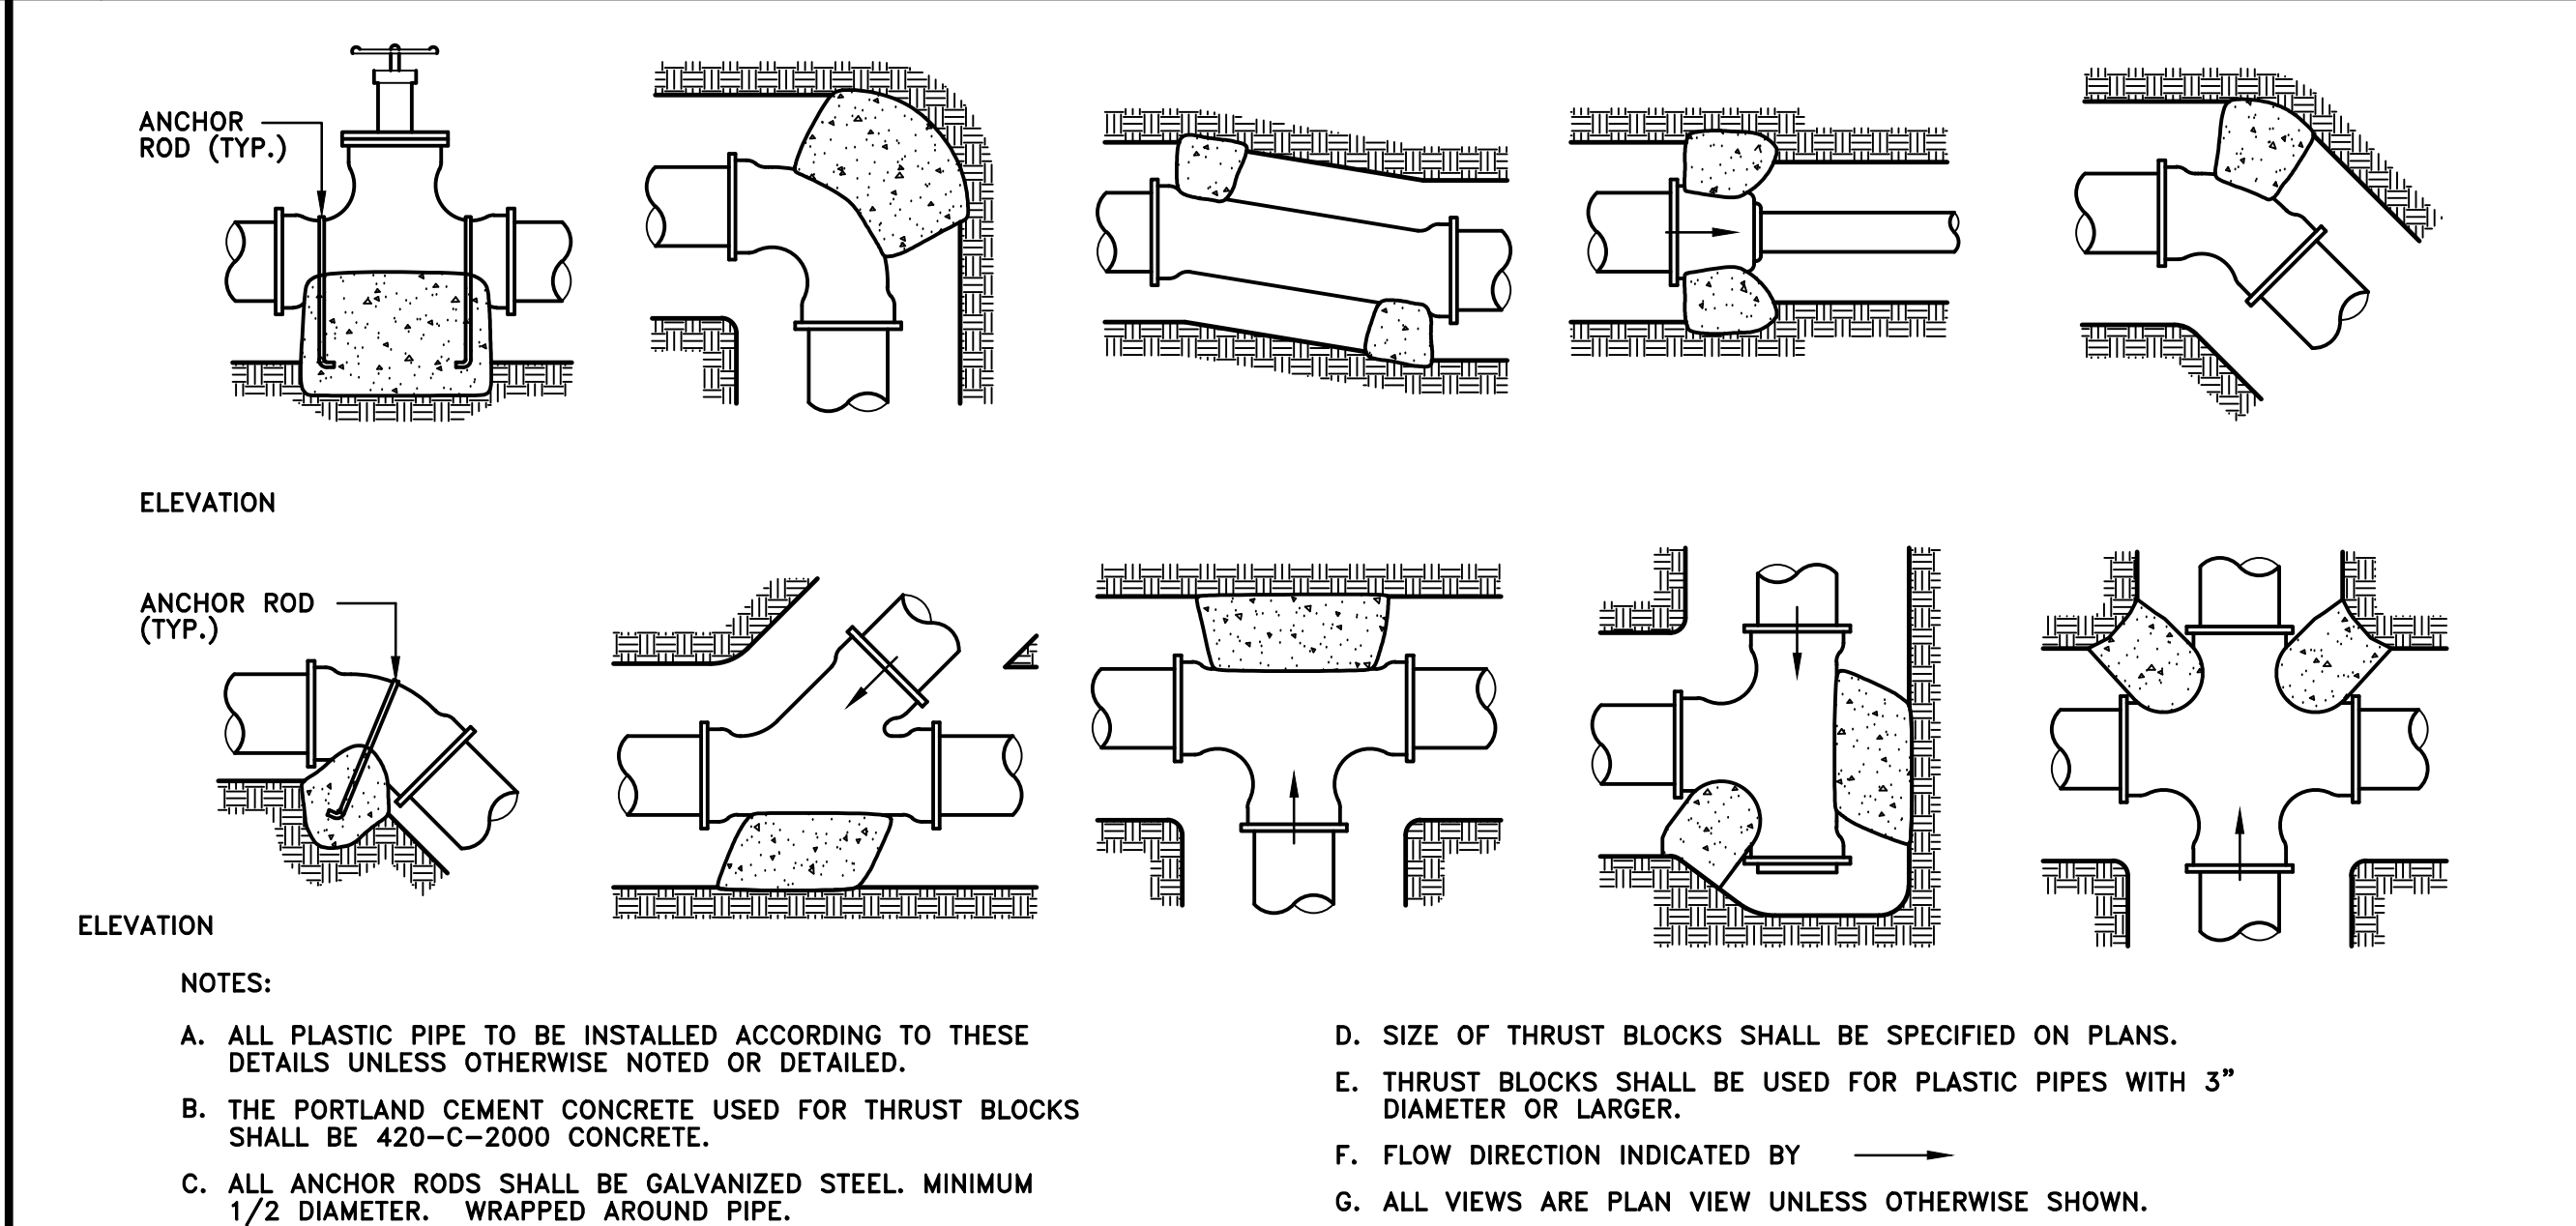 ANCHOR
ROD (TYP.)
ELEVATION
ANCHOR ROD
(TYP.)
ELEVATION
NOTES:
A. ALL PLASTIC PIPE TO BE INSTALLED ACCORDING TO THESE
DETAILS UNLESS OTHERWISE NOTED OR DETAILED.
B. THE PORTLAND CEMENT CONCRETE USED FOR THRUST BLOCKS
SHALL BE 420-C-2000 CONCRETE.
C. ALL ANCHOR RODS SHALL BE GALVANIZED STEEL. MINIMUM
1/2 DIAMETER. WRAPPED AROUND PIPE.
D. SIZE OF THRUST BLOCKS SHALL BE SPECIFIED ON PLANS.
E. THRUST BLOCKS SHALL BE USED FOR PLASTIC PIPES WITH 3”
DIAMETER OR LARGER.
F. FLOW DIRECTION INDICATED BY
G. ALL VIEWS ARE PLAN VIEW UNLESS OTHERWISE SHOWN.